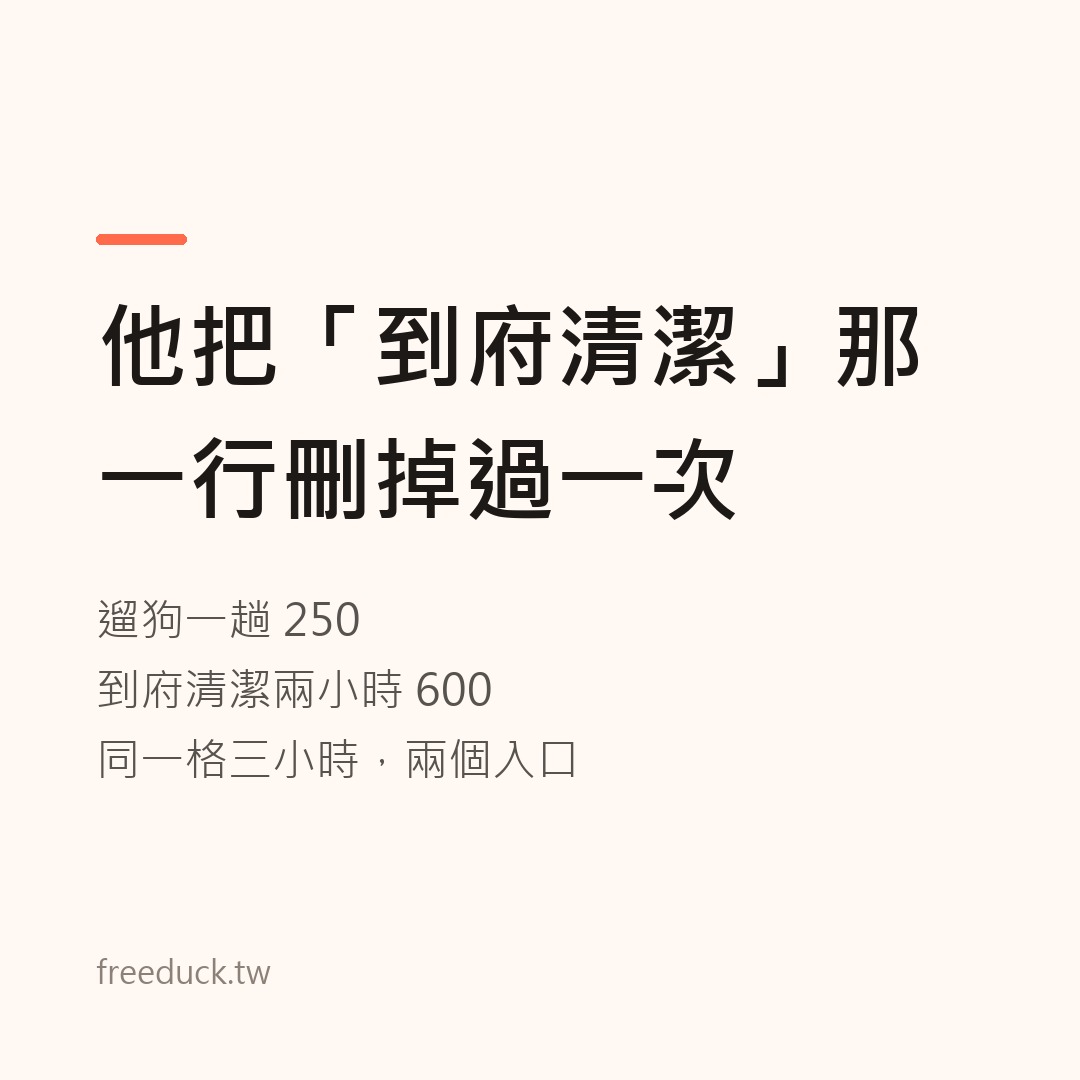 他把「到府清潔」那
一行刪掉過一次
遛狗一趟 250
到府清潔兩小時 600
同一格三小時，兩個入口
freeduck.tw